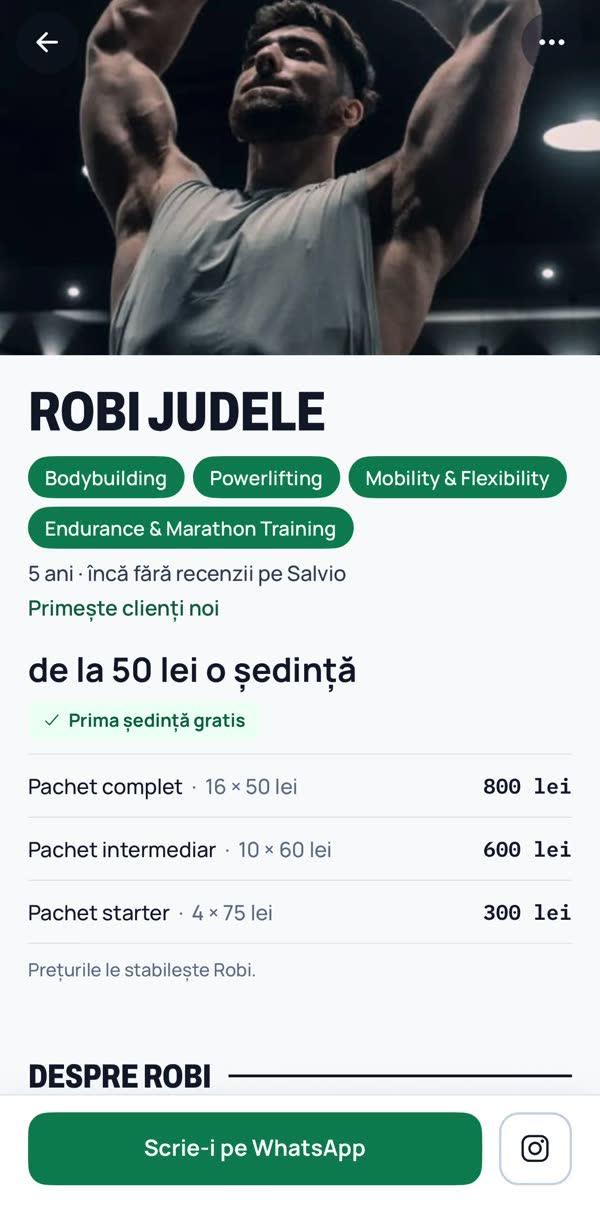 ROBI JUDELE
Bodybuilding Powerlifting Mobility & Flexibility
Endurance & Marathon Training
5 ani · încă fără recenzii pe Salvio
Primește clienți noi
de la 50 lei o ședință
✓ Prima ședință gratis
Pachet complet · 16 × 50 lei 800 lei
Pachet intermediar · 10 × 60 lei 600 lei
Pachet starter · 4 × 75 lei 300 lei
Prețurile le stabilește Robi.
DESPRE ROBI
Scrie-i pe WhatsApp